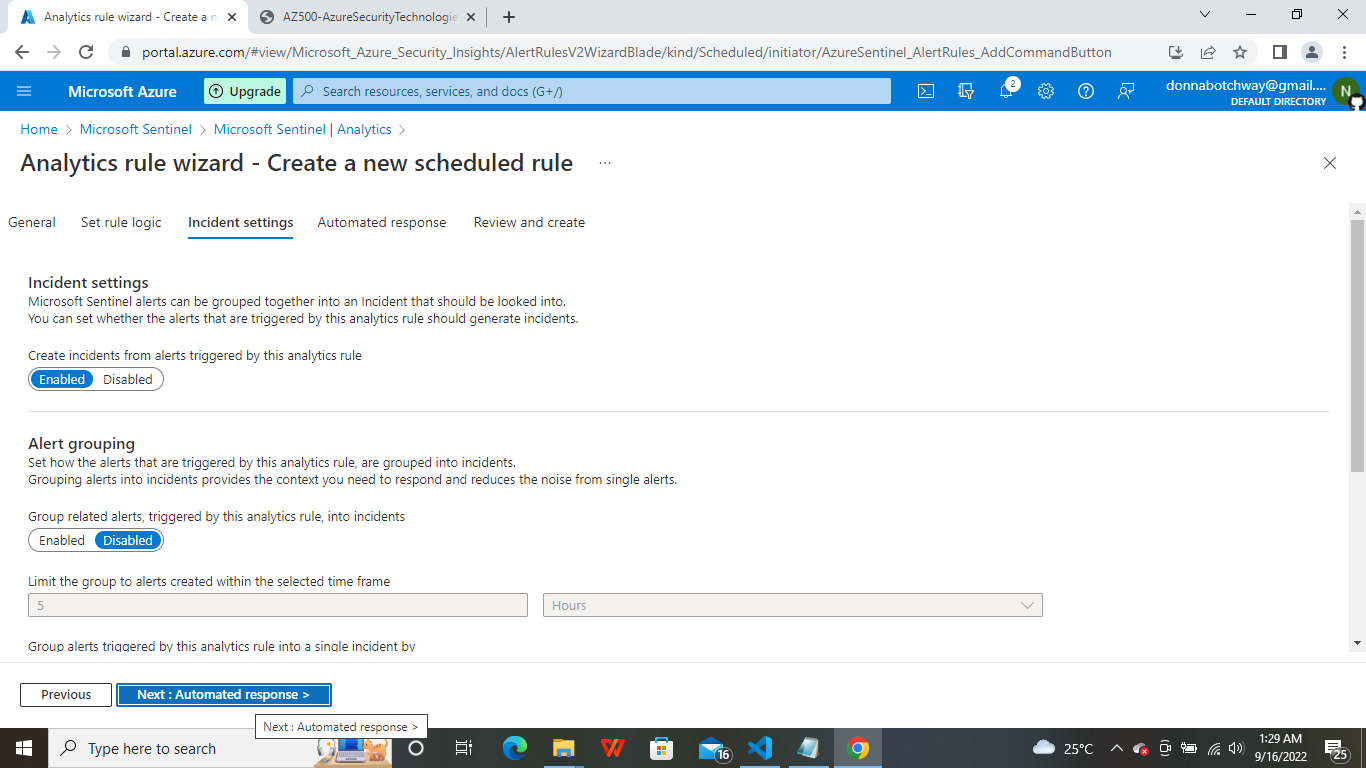 Analytics rule wizard - Create a n
AZ500-AzureSecurityTechnologie
portal.azure.com/#view/Microsoft_Azure_Security_Insights/AlertRulesV2WizardBlade/kind/Scheduled/initiator/AzureSentinel_AlertRules_AddCommandButton
Microsoft Azure
Upgrade
Search resources, services, and docs (G+/)
2
donnabotchway@gmail....
DEFAULT DIRECTORY
N
Home > Microsoft Sentinel > Microsoft Sentinel | Analytics >
Analytics rule wizard - Create a new scheduled rule ...
General Set rule logic Incident settings Automated response Review and create
Incident settings
Microsoft Sentinel alerts can be grouped together into an Incident that should be looked into.
You can set whether the alerts that are triggered by this analytics rule should generate incidents.
Create incidents from alerts triggered by this analytics rule
Enabled Disabled
Alert grouping
Set how the alerts that are triggered by this analytics rule, are grouped into incidents.
Grouping alerts into incidents provides the context you need to respond and reduces the noise from single alerts.
Group related alerts, triggered by this analytics rule, into incidents
Enabled Disabled
Limit the group to alerts created within the selected time frame
5 Hours
Group alerts triggered by this analytics rule into a single incident by
Previous Next : Automated response >
Next : Automated response >
Type here to search
16
25°C
1:29 AM
9/16/2022
25